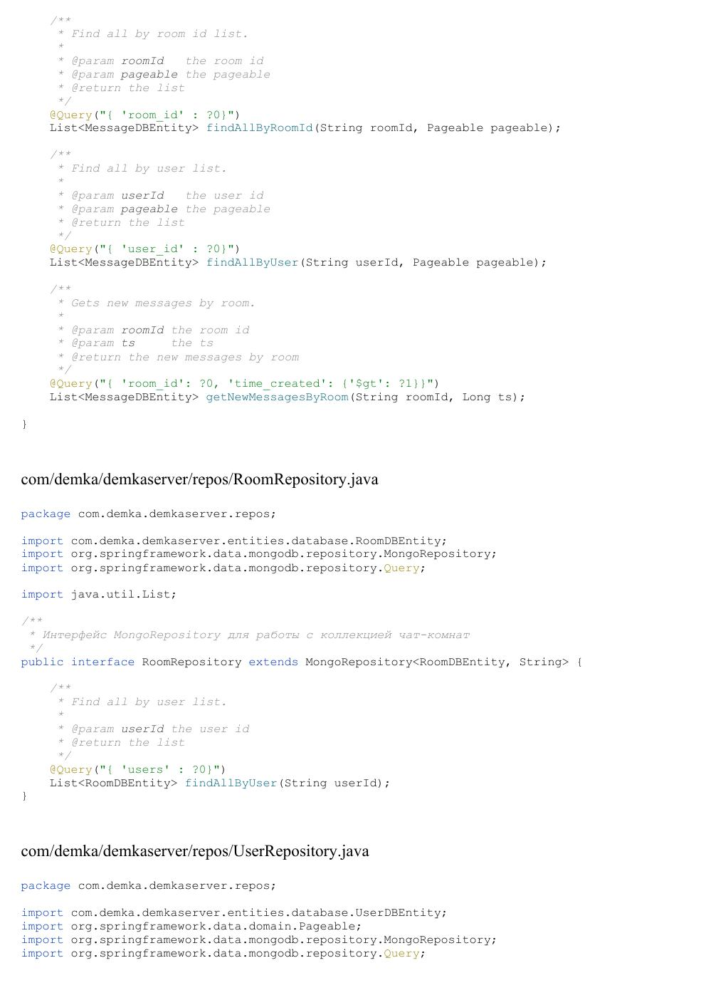 /**
* Find all by room id list.
*
* @param roomId   the room id
* @param pageable the pageable
* @return the list
*/
@Query("{ 'room_id' : ?0}")
List<MessageDBEntity> findAllByRoomId(String roomId, Pageable pageable);
/**
* Find all by user list.
*
* @param userId   the user id
* @param pageable the pageable
* @return the list
*/
@Query("{ 'user_id' : ?0}")
List<MessageDBEntity> findAllByUser(String userId, Pageable pageable);
/**
* Gets new messages by room.
*
* @param roomId the room id
* @param ts     the ts
* @return the new messages by room
*/
@Query("{ 'room_id': ?0, 'time_created': {'$gt': ?1}}")
List<MessageDBEntity> getNewMessagesByRoom(String roomId, Long ts);
}
com/demka/demkaserver/repos/RoomRepository.java
package com.demka.demkaserver.repos;
import com.demka.demkaserver.entities.database.RoomDBEntity;
import org.springframework.data.mongodb.repository.MongoRepository;
import org.springframework.data.mongodb.repository.Query;
import java.util.List;
/**
* Интерфейс MongoRepository для работы с коллекцией чат-комнат
*/
public interface RoomRepository extends MongoRepository<RoomDBEntity, String> {
/**
* Find all by user list.
*
* @param userId the user id
* @return the list
*/
@Query("{ 'users' : ?0}")
List<RoomDBEntity> findAllByUser(String userId);
}
com/demka/demkaserver/repos/UserRepository.java
package com.demka.demkaserver.repos;
import com.demka.demkaserver.entities.database.UserDBEntity;
import org.springframework.data.domain.Pageable;
import org.springframework.data.mongodb.repository.MongoRepository;
import org.springframework.data.mongodb.repository.Query;